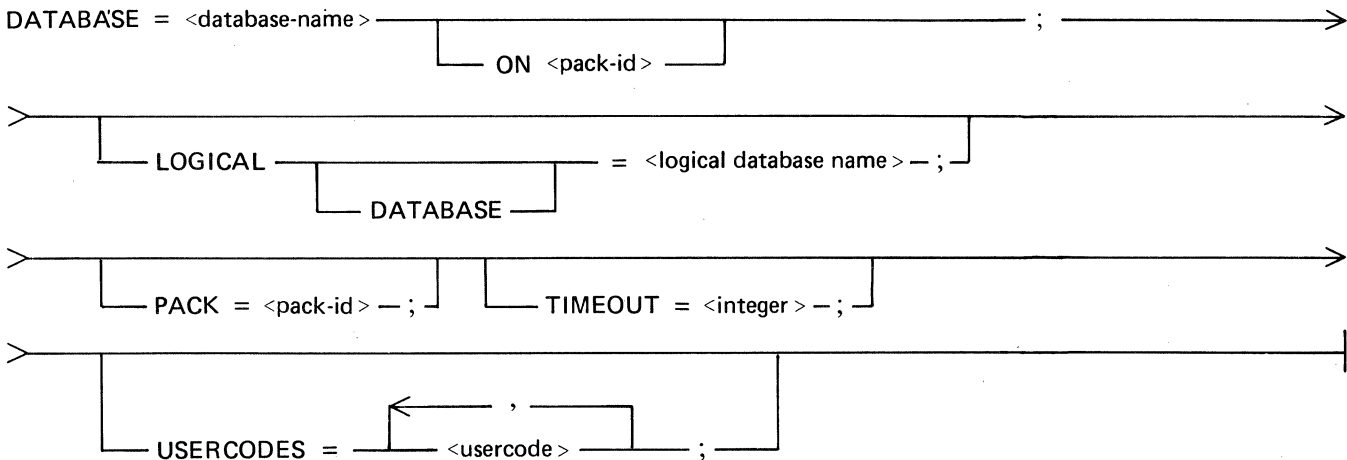 DATABASE = <database-name> ;
ON <pack-id>
LOGICAL = <logical database name> – ;
DATABASE
PACK = <pack-id> – ; TIMEOUT = <integer> – ;
,
USERCODES = <usercode> ;